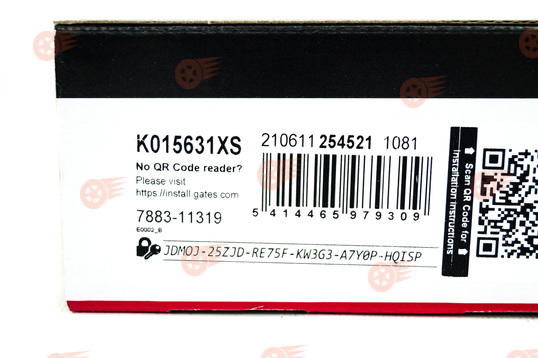 K015631XS
210611 254521 1081
No QR Code reader?
Please visit
https://install.gates.com
5 414465 979309
7883-11319
E0002_B
JDMOJ-25ZJD-RE75F-KW3G3-A7Y0P-HQISP
Scan QR Code for
Installation Instructions